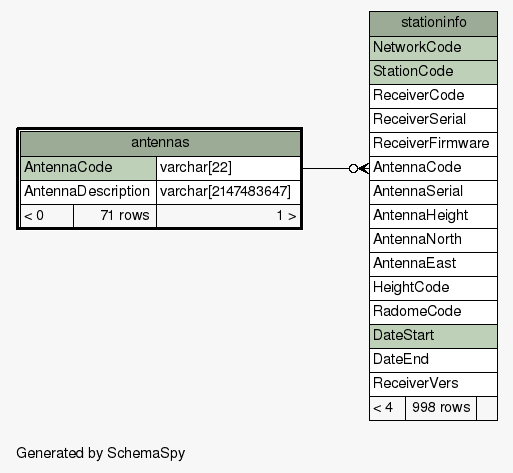 antennas
AntennaCode varchar[22]
AntennaDescription varchar[2147483647]
< 0 71 rows 1 >
stationinfo
NetworkCode
StationCode
ReceiverCode
ReceiverSerial
ReceiverFirmware
AntennaCode
AntennaSerial
AntennaHeight
AntennaNorth
AntennaEast
HeightCode
RadomeCode
DateStart
DateEnd
ReceiverVers
< 4 998 rows
Generated by SchemaSpy